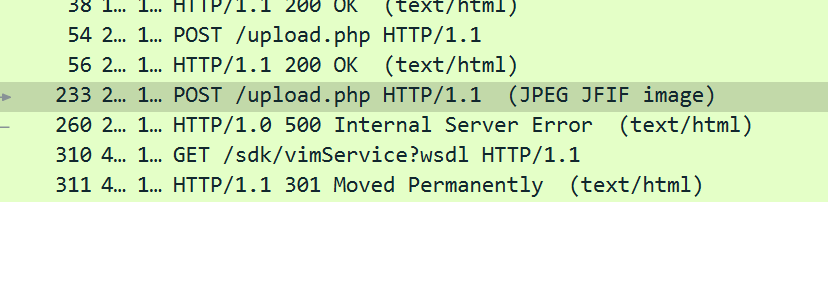 38 1… 1… HTTP/1.1 200 OK  (text/html)
54 2… 1… POST /upload.php HTTP/1.1
56 2… 1… HTTP/1.1 200 OK  (text/html)
233 2… 1… POST /upload.php HTTP/1.1  (JPEG JFIF image)
260 2… 1… HTTP/1.0 500 Internal Server Error  (text/html)
310 4… 1… GET /sdk/vimService?wsdl HTTP/1.1
311 4… 1… HTTP/1.1 301 Moved Permanently  (text/html)